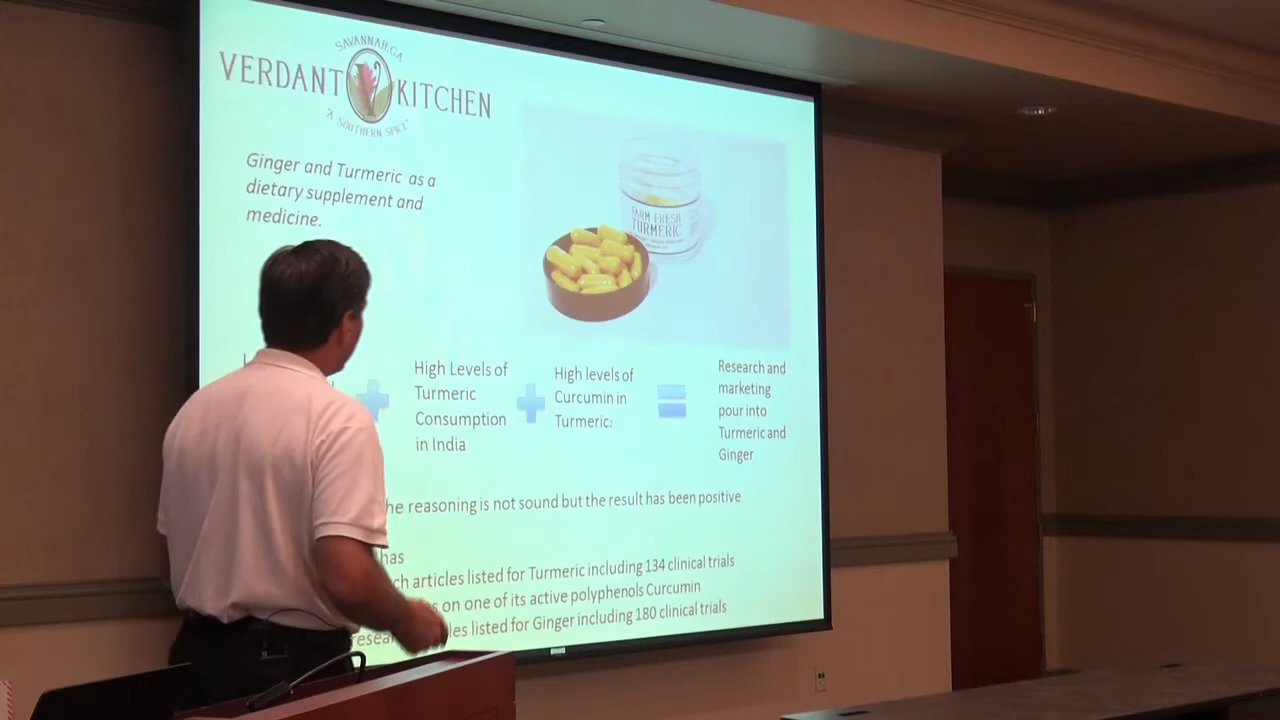 SAVANNAH, GA
VERDANT KITCHEN
"A SOUTHERN SPICE"
Ginger and Turmeric as a
dietary supplement and
medicine.
FARM FRESH
TURMERIC
High Levels of
Turmeric
Consumption
in India
High levels of
Curcumin in
Turmeric
Research and
marketing
pour into
Turmeric and
Ginger
he reasoning is not sound but the result has been positive
has
ch articles listed for Turmeric including 134 clinical trials
on one of its active polyphenols Curcumin
listed for Ginger including 180 clinical trials